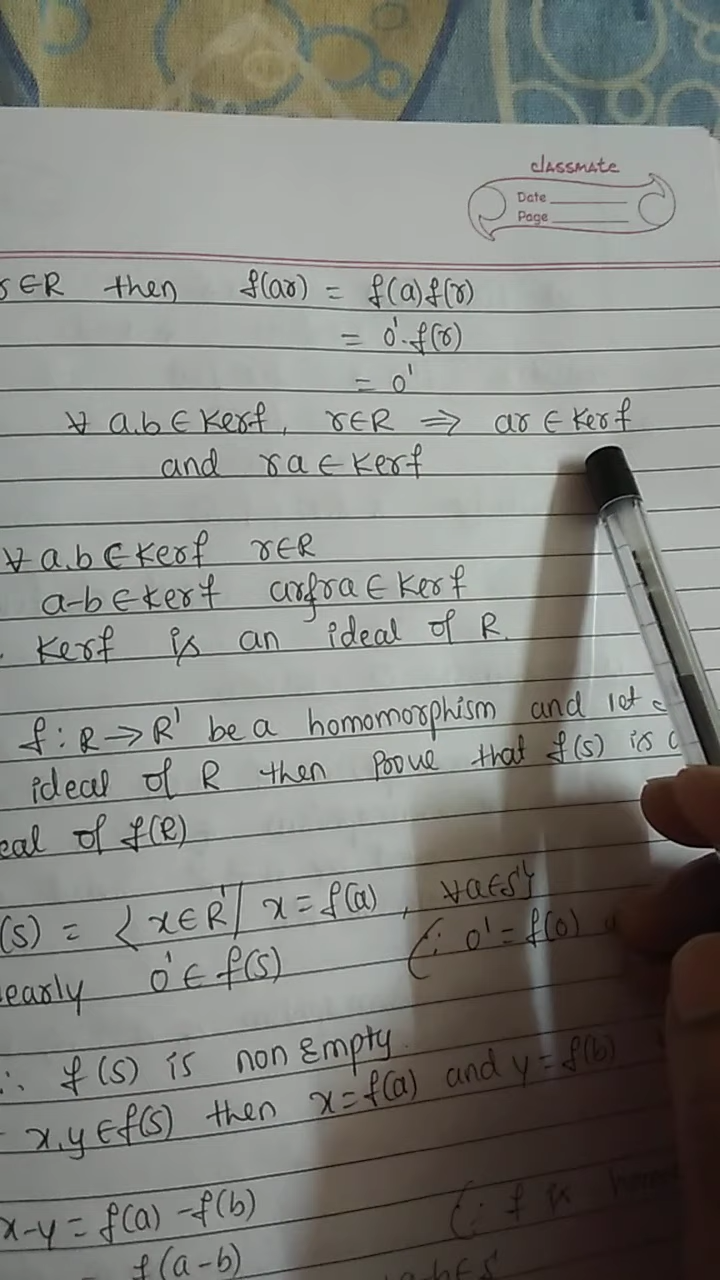 classmate
Date
Page
r∈R then f(ar) = f(a)f(r)
= 0'.f(r)
= 0'
∀ a,b ∈ Kerf, r∈R ⇒ ar ∈ Kerf
and ra ∈ Kerf
∀ a,b ∈ Kerf r∈R
a-b ∈ Kerf ar,ra ∈ Kerf
Kerf is an ideal of R.
f: R→R' be a homomorphism and let
ideal of R then prove that f(S) is
eal of f(R)
(S) = {x∈R'/ x = f(a), ∀a∈S}
early 0' ∈ f(S) (∵ 0' = f(0)
∴ f(S) is non Empty.
x,y ∈ f(S) then x = f(a) and y = f(b)
x-y = f(a) - f(b) (∵ f is
= f(a-b)
a-b∈S